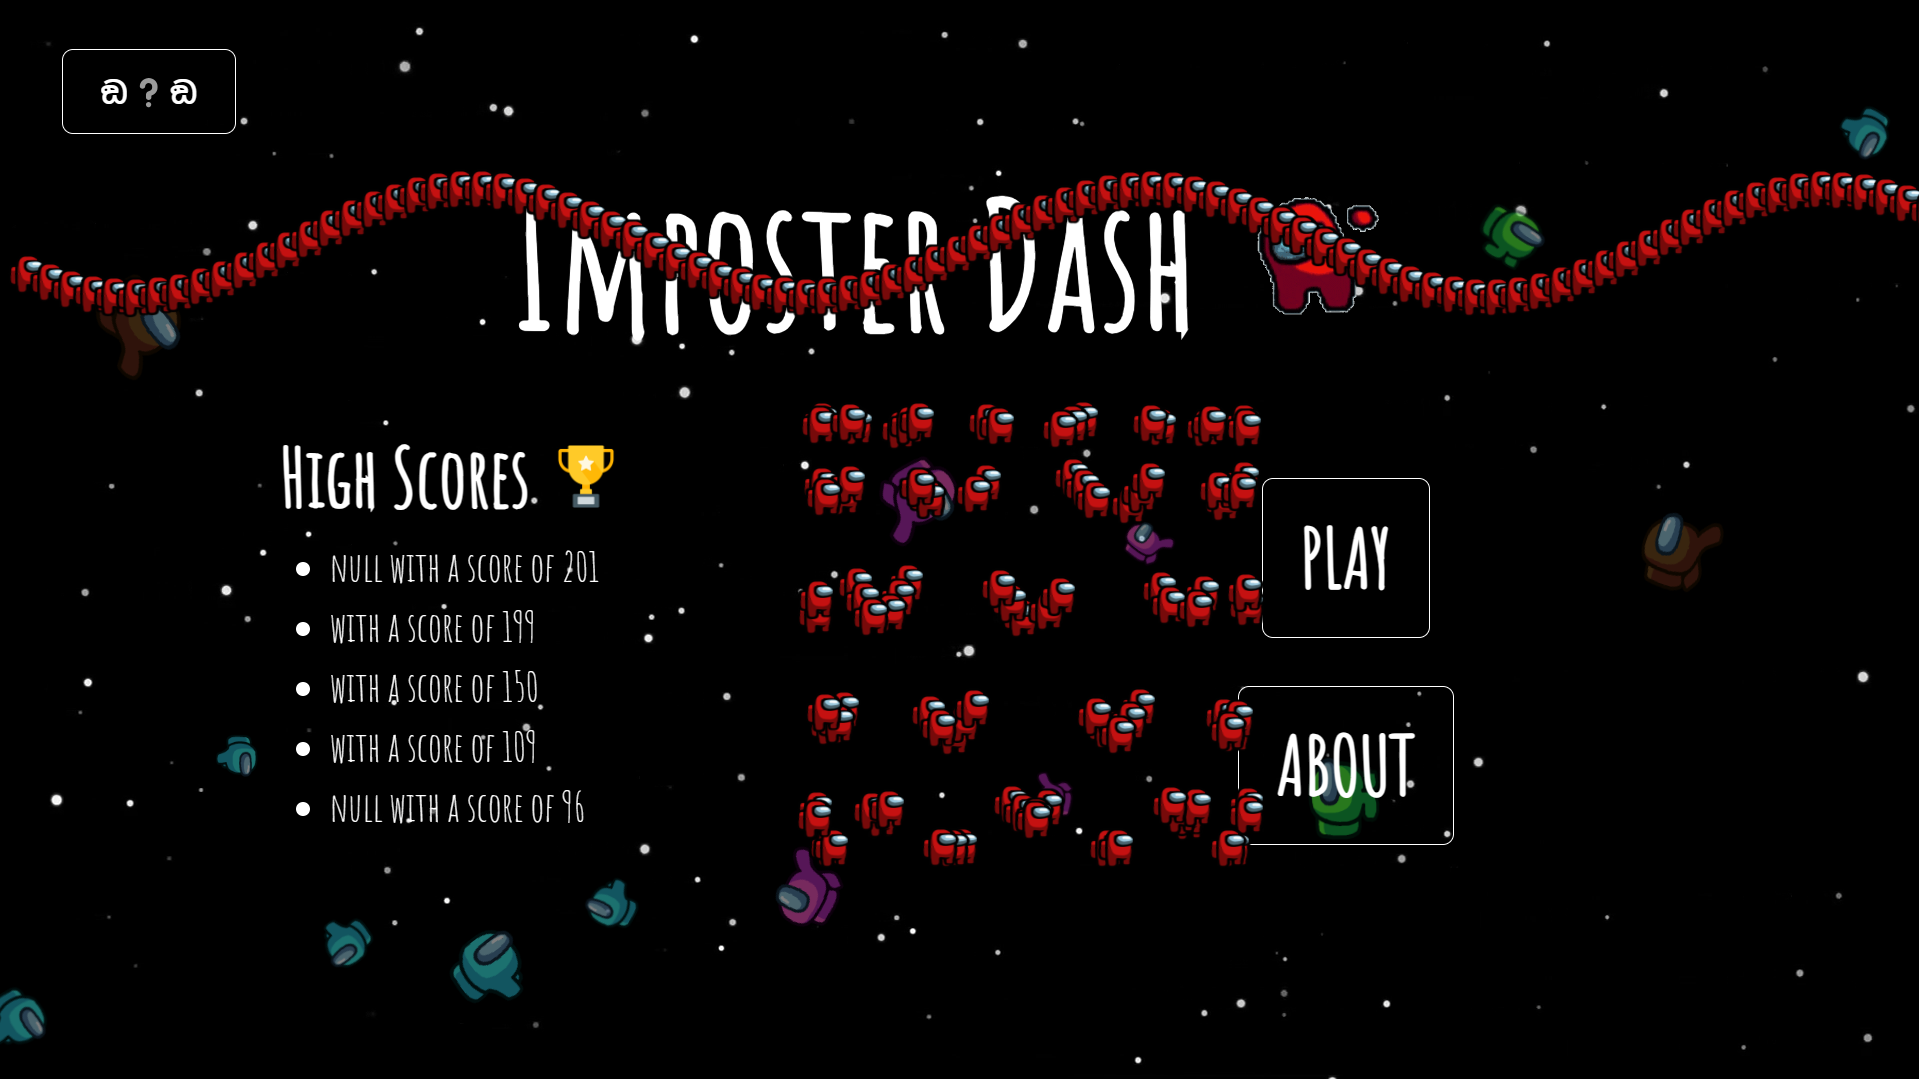 ඞ ? ඞ
Imposter Dash
High Scores
null with a score of 201
with a score of 199
with a score of 150
with a score of 109
null with a score of 96
PLAY
ABOUT